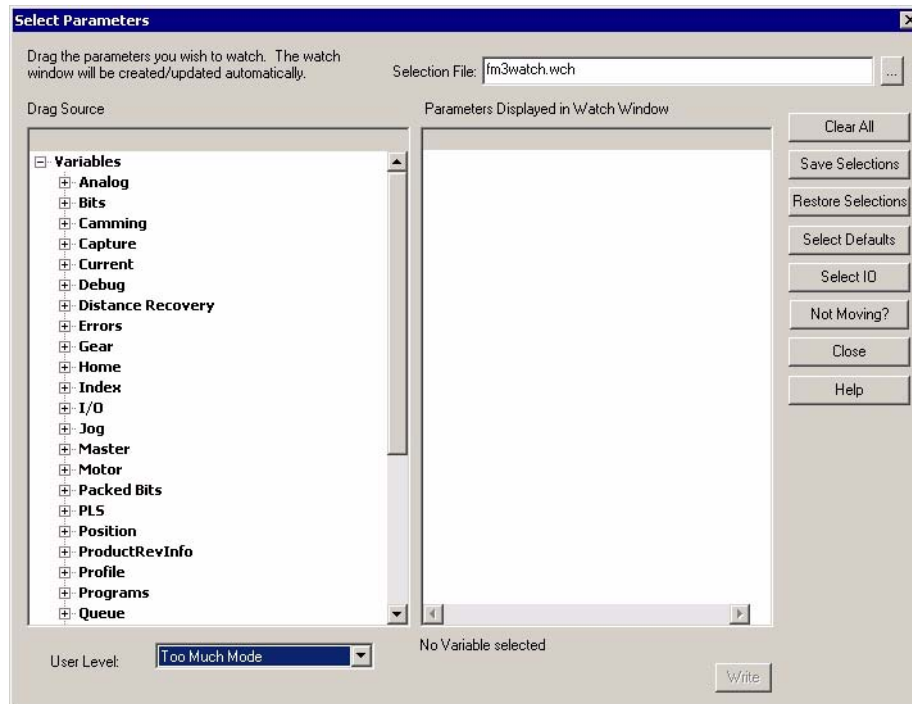 Select Parameters
Drag the parameters you wish to watch. The watch
window will be created/updated automatically.
Selection File: fm3watch.wch
...
Drag Source
Parameters Displayed in Watch Window
Variables
Analog
Bits
Camming
Capture
Current
Debug
Distance Recovery
Errors
Gear
Home
Index
I/O
Jog
Master
Motor
Packed Bits
PLS
Position
ProductRevInfo
Profile
Programs
Queue
Clear All
Save Selections
Restore Selections
Select Defaults
Select IO
Not Moving?
Close
Help
User Level: Too Much Mode
No Variable selected
Write